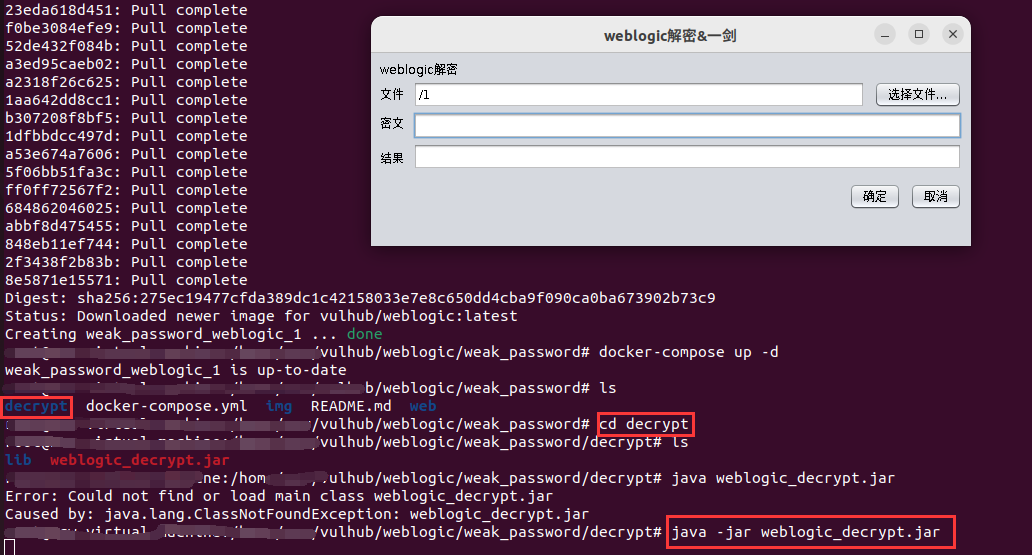 23eda618d451: Pull complete
f0be3084efe9: Pull complete
52de432f084b: Pull complete
a3ed95caeb02: Pull complete
a2318f26c625: Pull complete
1aa642dd8cc1: Pull complete
b307208f8bf5: Pull complete
1dfbbdcc497d: Pull complete
a53e674a7606: Pull complete
5f06bb51fa3c: Pull complete
ff0ff72567f2: Pull complete
684862046025: Pull complete
abbf8d475455: Pull complete
848eb11ef744: Pull complete
2f3438f2b83b: Pull complete
8e5871e15571: Pull complete
Digest: sha256:275ec19477cfda389dc1c42158033e7e8c650dd4cba9f090ca0ba673902b73c9
Status: Downloaded newer image for vulhub/weblogic:latest
Creating weak_password_weblogic_1 ... done
/vulhub/weblogic/weak_password# docker-compose up -d
weak_password_weblogic_1 is up-to-date
/vulhub/weblogic/weak_password# ls
decrypt docker-compose.yml img README.md web
/vulhub/weblogic/weak_password# cd decrypt
/vulhub/weblogic/weak_password/decrypt# ls
lib weblogic_decrypt.jar
/vulhub/weblogic/weak_password/decrypt# java weblogic_decrypt.jar
Error: Could not find or load main class weblogic_decrypt.jar
Caused by: java.lang.ClassNotFoundException: weblogic_decrypt.jar
/vulhub/weblogic/weak_password/decrypt# java -jar weblogic_decrypt.jar
weblogic解密&一剑
weblogic解密
文件 /1 选择文件...
密文
结果
确定 取消